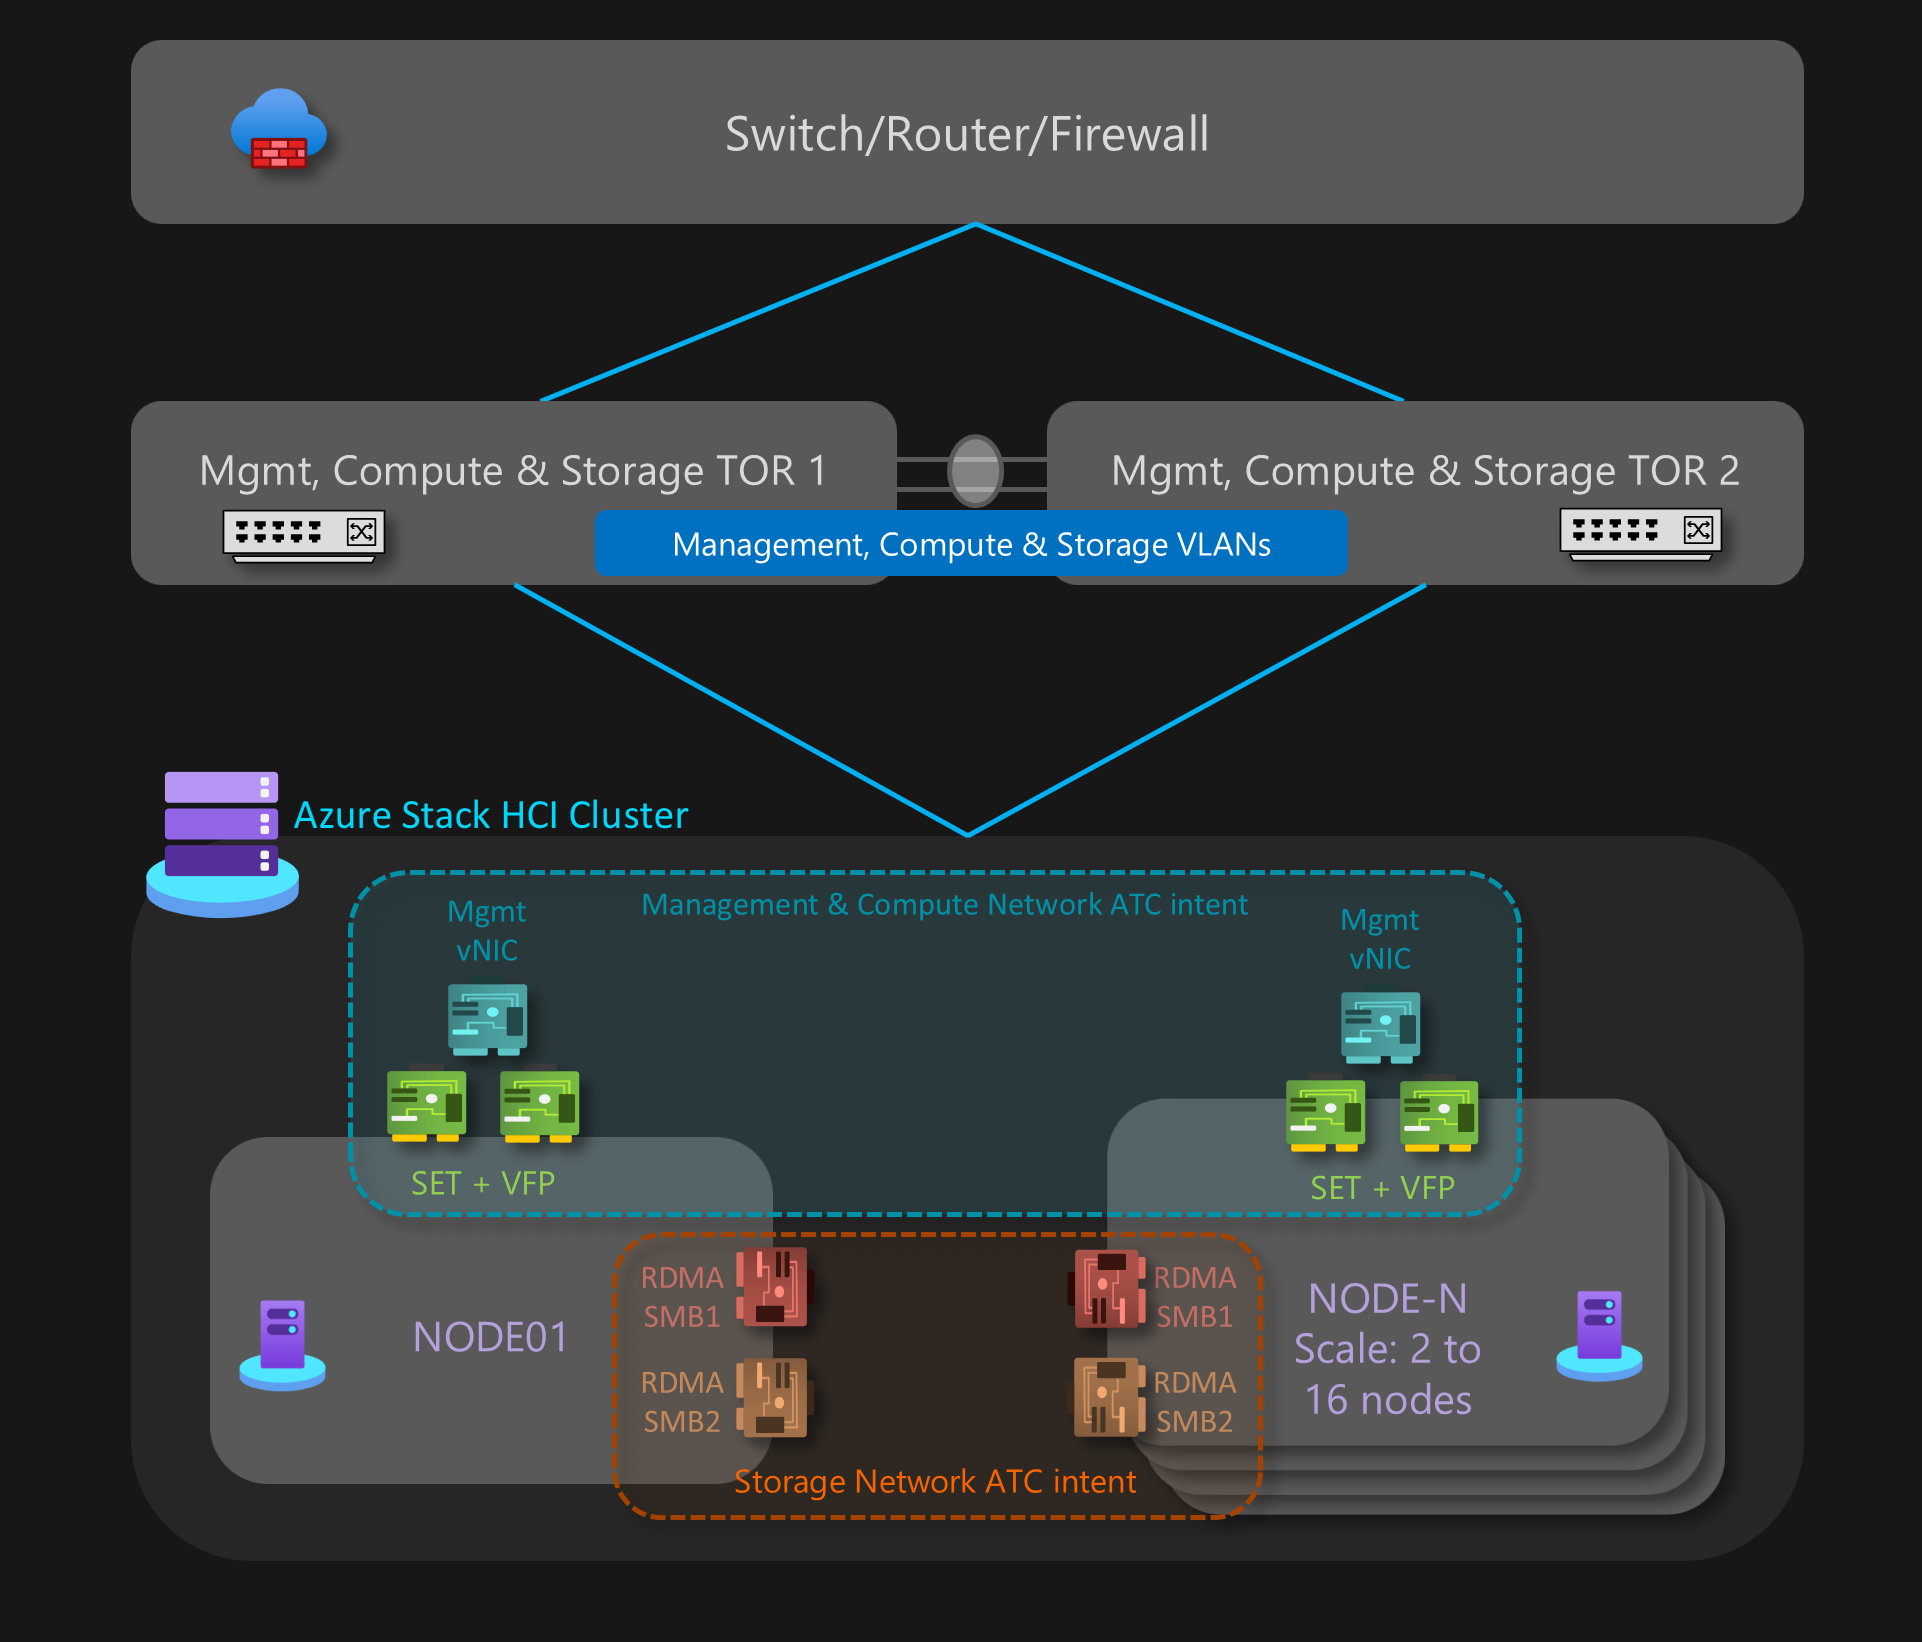 Switch/Router/Firewall
Mgmt, Compute & Storage TOR 1
Mgmt, Compute & Storage TOR 2
Management, Compute & Storage VLANs
Azure Stack HCI Cluster
Management & Compute Network ATC intent
Mgmt
vNIC
Mgmt
vNIC
SET + VFP
SET + VFP
NODE01
RDMA
SMB1
RDMA
SMB2
RDMA
SMB1
RDMA
SMB2
NODE-N
Scale: 2 to
16 nodes
Storage Network ATC intent